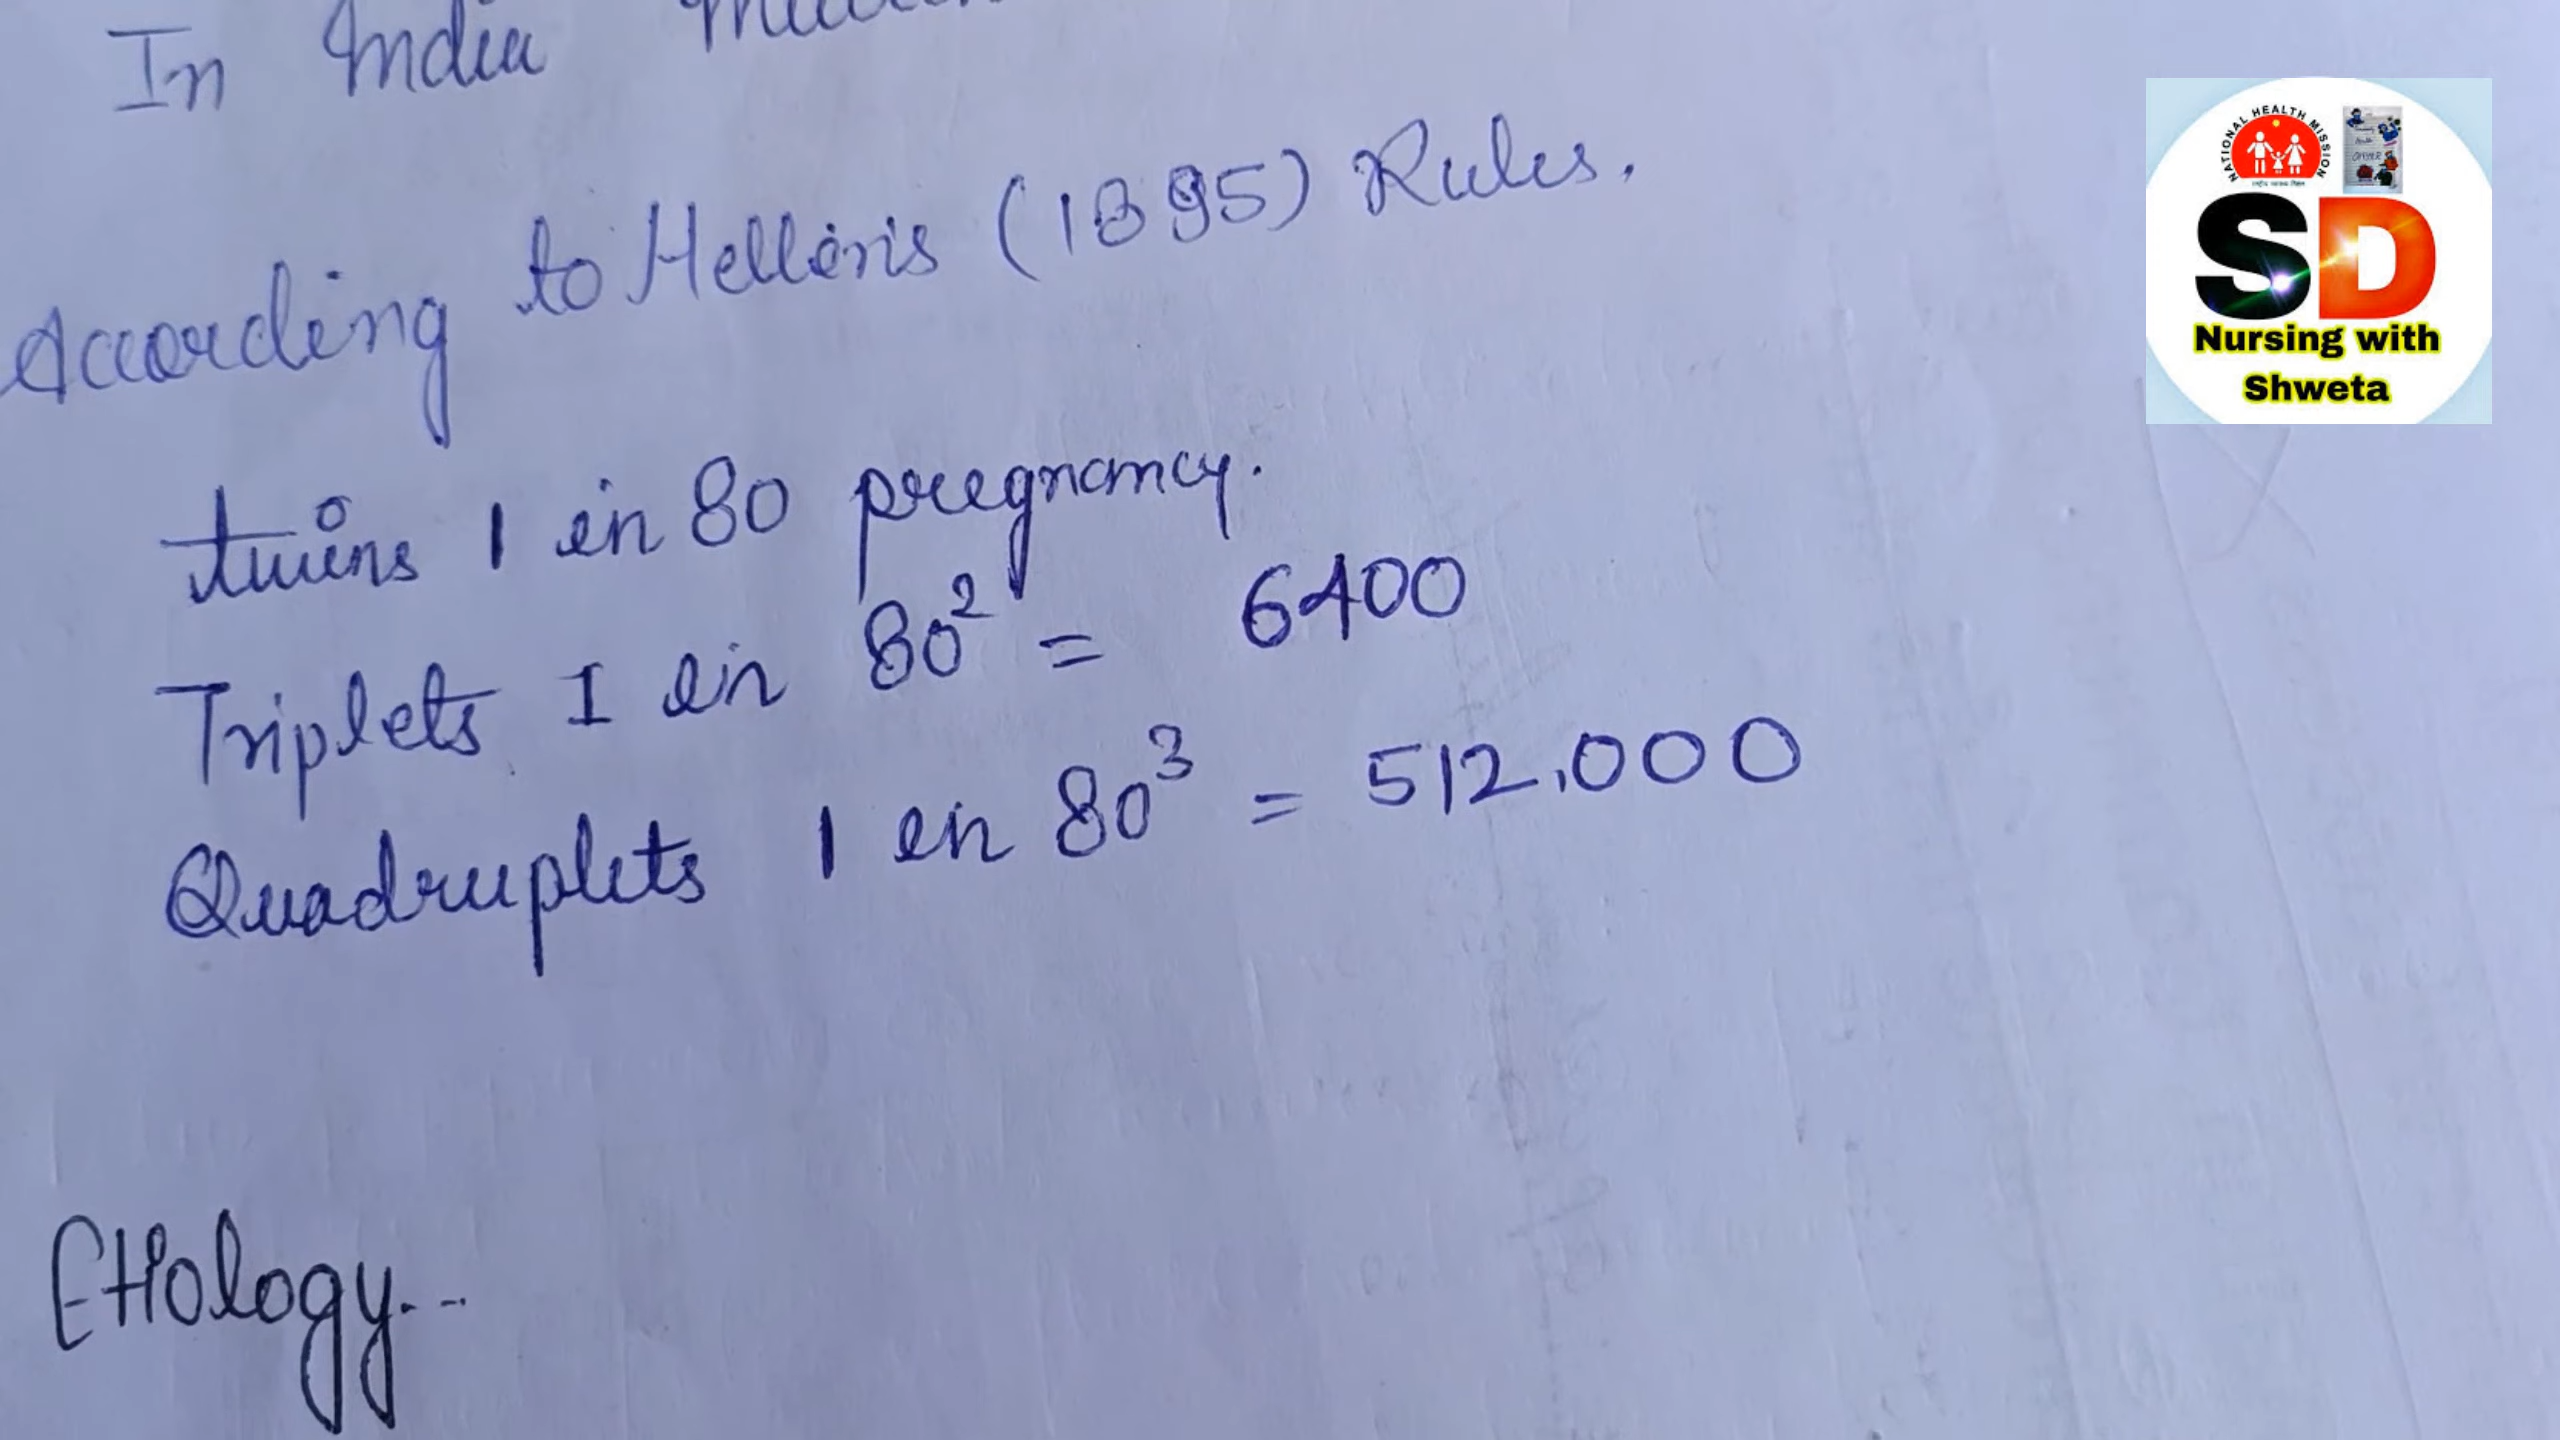 In India
According to Hellin's (1895) Rules.
twins 1 in 80 pregnancy.
Triplets 1 in 80² = 6400
Quadruplets 1 in 80³ = 512,000
Etiology...
NATIONAL HEALTH MISSION
SD
Nursing with
Shweta